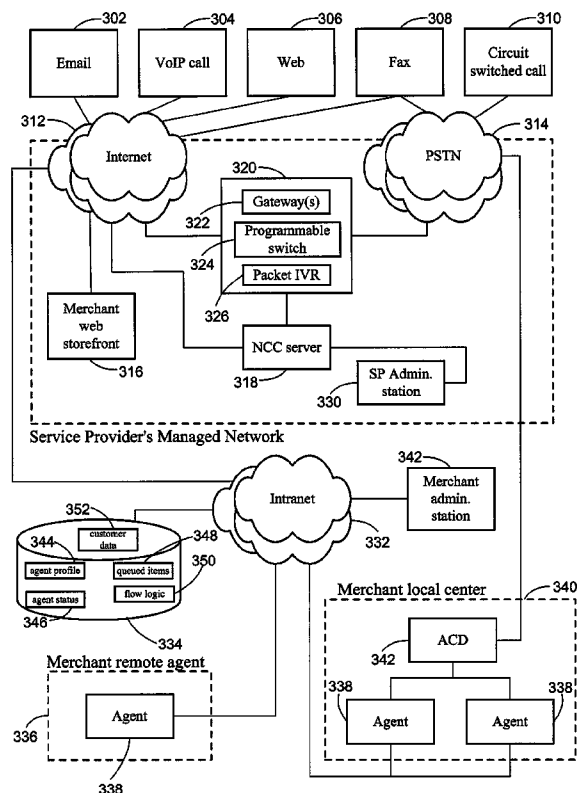 302 304 306 308 310
Email VoIP call Web Fax Circuit switched call
312 314
Internet PSTN
320
322 Gateway(s)
324 Programmable switch
326 Packet IVR
Merchant web storefront
316
NCC server
318
330 SP Admin. station
Service Provider's Managed Network
Intranet
332
342
Merchant admin. station
352
customer data
344 348
agent profile queued items
350
agent status flow logic
346
334
Merchant local center 340
ACD
342
Merchant remote agent
336
Agent
338
338 338
Agent Agent